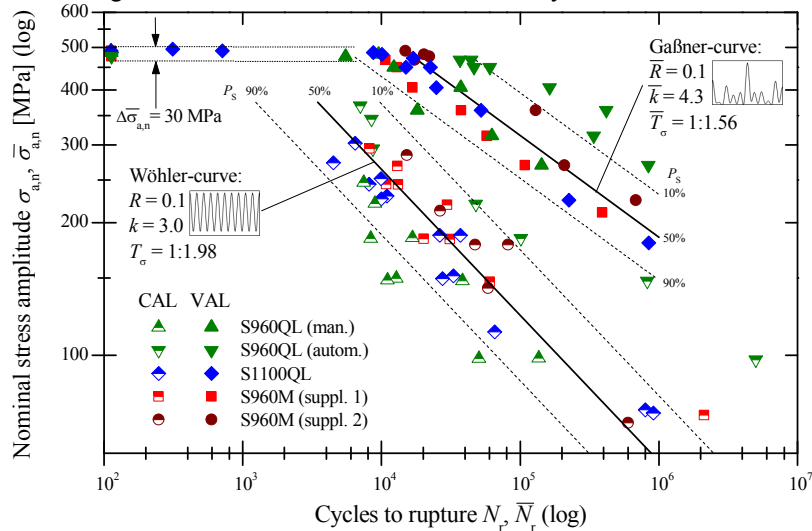 Nominal stress amplitude σa,n, σ̅a,n [MPa] (log)
500
400
300
200
100
Δσ̅a,n = 30 MPa
PS 90% 50% 10%
Gaßner-curve:
R̅ = 0.1
k̅ = 4.3
T̅σ = 1:1.56
PS
10%
50%
90%
Wöhler-curve:
R = 0.1
k = 3.0
Tσ = 1:1.98
CAL VAL
S960QL (man.)
S960QL (autom.)
S1100QL
S960M (suppl. 1)
S960M (suppl. 2)
10² 10³ 10⁴ 10⁵ 10⁶ 10⁷
Cycles to rupture Nr, N̅r (log)